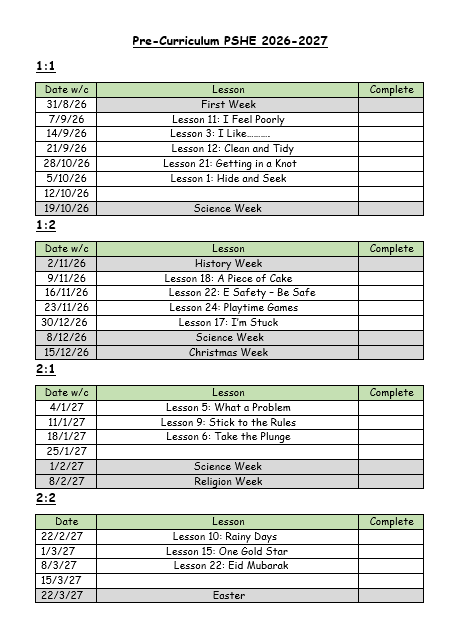 Pre-Curriculum PSHE 2026-2027
1:1
Date w/c Lesson Complete
31/8/26 First Week
7/9/26 Lesson 11: I Feel Poorly
14/9/26 Lesson 3: I Like..........
21/9/26 Lesson 12: Clean and Tidy
28/10/26 Lesson 21: Getting in a Knot
5/10/26 Lesson 1: Hide and Seek
12/10/26
19/10/26 Science Week
1:2
Date w/c Lesson Complete
2/11/26 History Week
9/11/26 Lesson 18: A Piece of Cake
16/11/26 Lesson 22: E Safety – Be Safe
23/11/26 Lesson 24: Playtime Games
30/12/26 Lesson 17: I'm Stuck
8/12/26 Science Week
15/12/26 Christmas Week
2:1
Date w/c Lesson Complete
4/1/27 Lesson 5: What a Problem
11/1/27 Lesson 9: Stick to the Rules
18/1/27 Lesson 6: Take the Plunge
25/1/27
1/2/27 Science Week
8/2/27 Religion Week
2:2
Date Lesson Complete
22/2/27 Lesson 10: Rainy Days
1/3/27 Lesson 15: One Gold Star
8/3/27 Lesson 22: Eid Mubarak
15/3/27
22/3/27 Easter